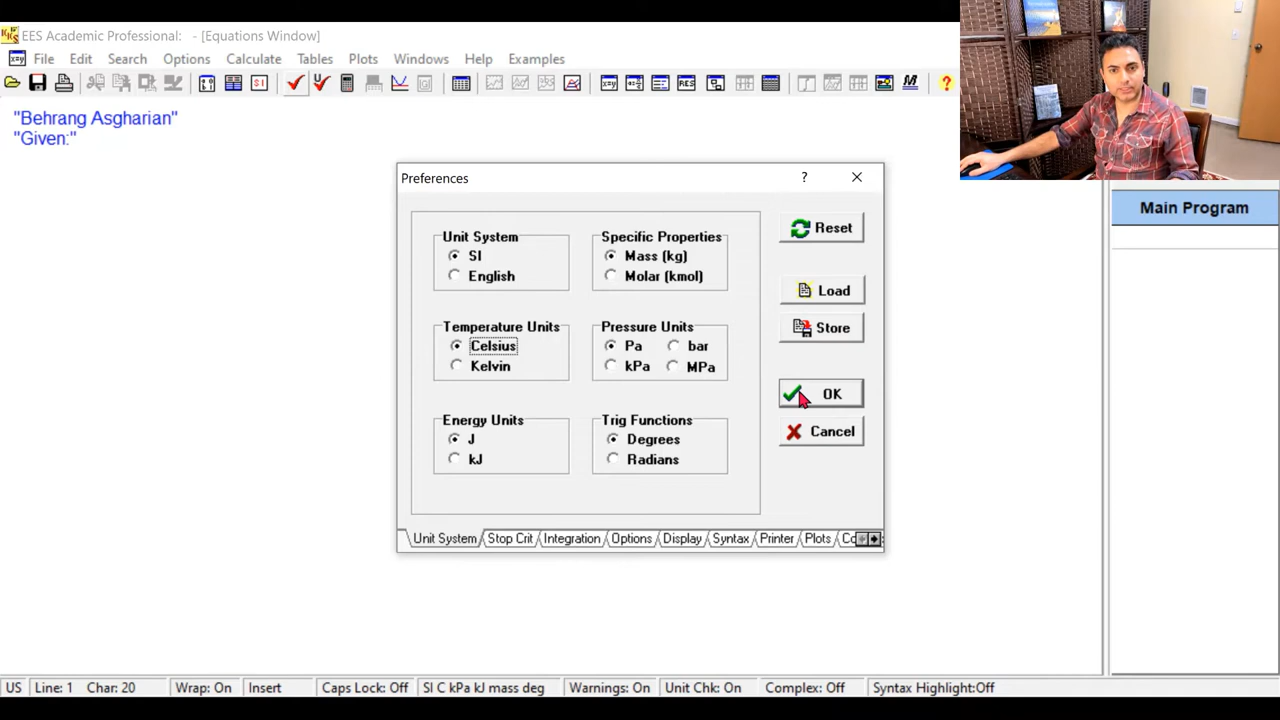 EES Academic Professional: - [Equations Window]
File Edit Search Options Calculate Tables Plots Windows Help Examples
"Behrang Asgharian"
"Given:"
Main Program
Preferences
Unit System
SI
English
Specific Properties
Mass (kg)
Molar (kmol)
Temperature Units
Celsius
Kelvin
Pressure Units
Pa bar
kPa MPa
Energy Units
J
kJ
Trig Functions
Degrees
Radians
Reset
Load
Store
OK
Cancel
Unit System Stop Crit Integration Options Display Syntax Printer Plots
US Line: 1 Char: 20 Wrap: On Insert Caps Lock: Off SI C kPa kJ mass deg Warnings: On Unit Chk: On Complex: Off Syntax Highlight:Off